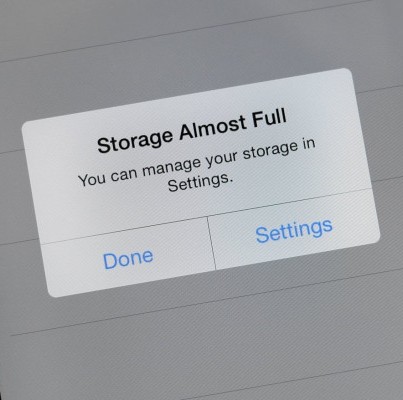 Storage Almost Full
You can manage your storage in
Settings.
Done
Settings